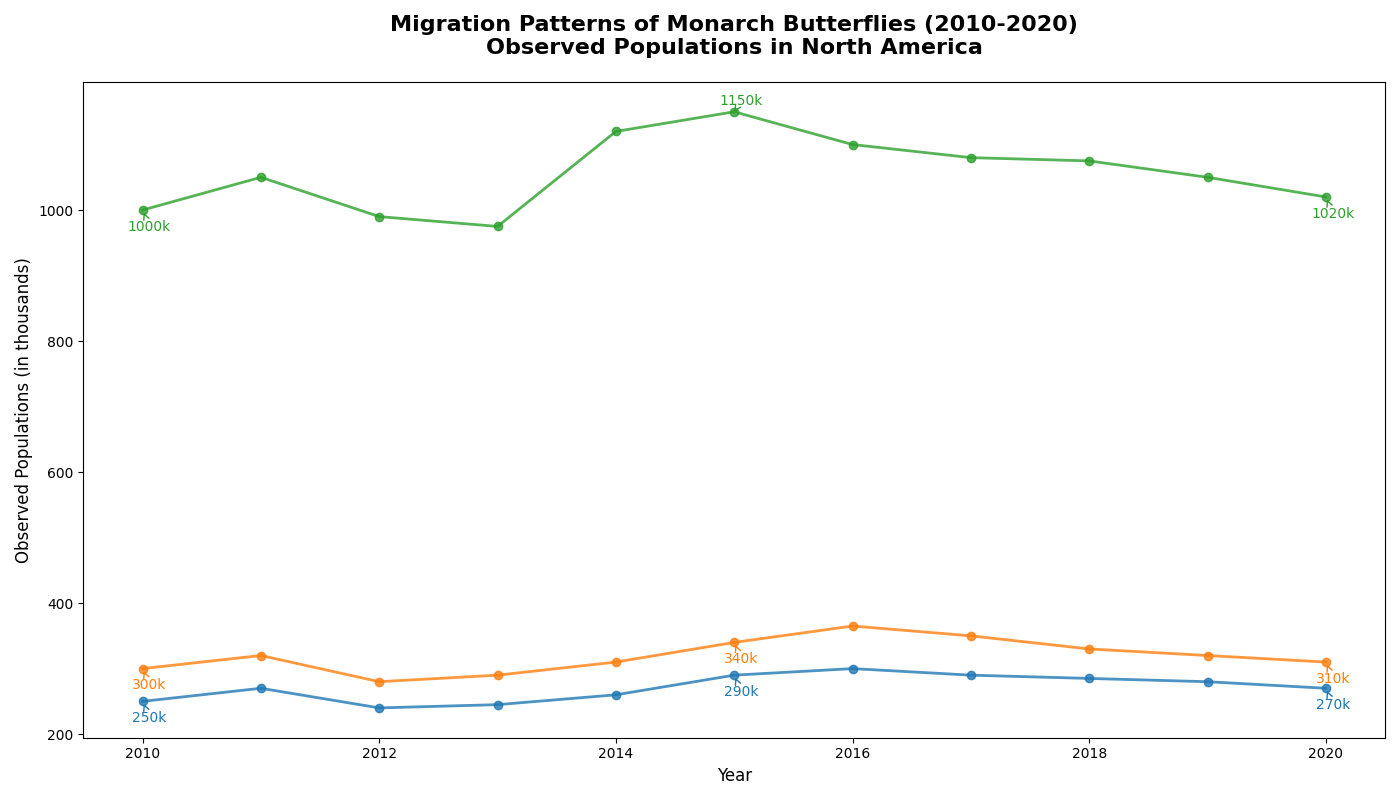 Migration Patterns of Monarch Butterflies (2010-2020)
Observed Populations in North America
Observed Populations (in thousands)
1000
800
600
400
200
1150k
1000k
1020k
340k
300k
310k
290k
250k
270k
2010
2012
2014
2016
2018
2020
Year